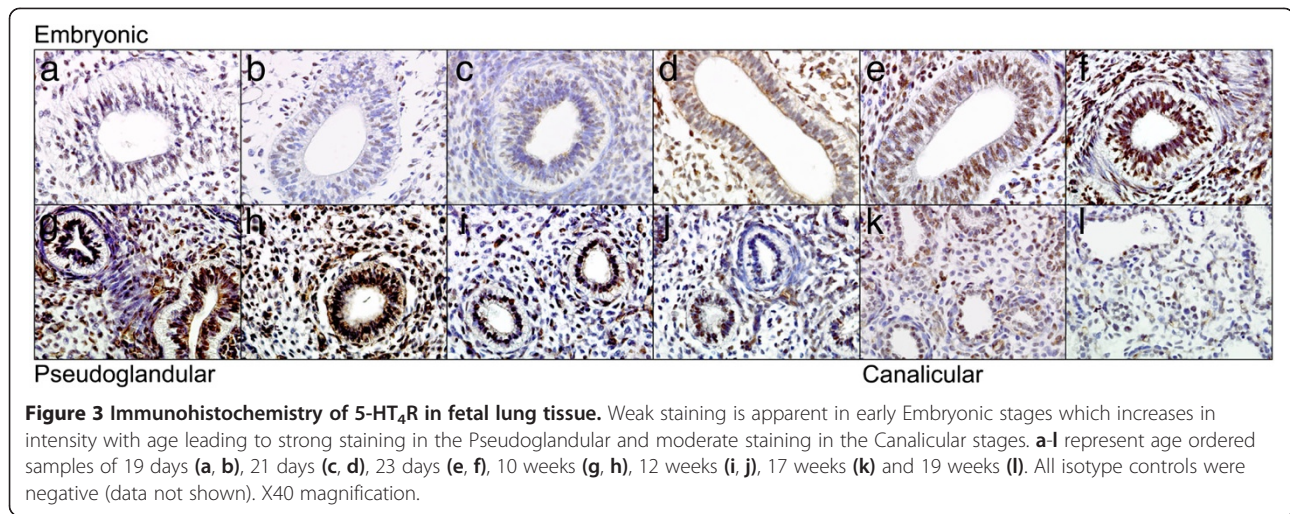 Embryonic
a b c d e f
g h i j k l
Pseudoglandular Canalicular
Figure 3 Immunohistochemistry of 5-HT₄R in fetal lung tissue. Weak staining is apparent in early Embryonic stages which increases in
intensity with age leading to strong staining in the Pseudoglandular and moderate staining in the Canalicular stages. a-l represent age ordered
samples of 19 days (a, b), 21 days (c, d), 23 days (e, f), 10 weeks (g, h), 12 weeks (i, j), 17 weeks (k) and 19 weeks (l). All isotype controls were
negative (data not shown). X40 magnification.